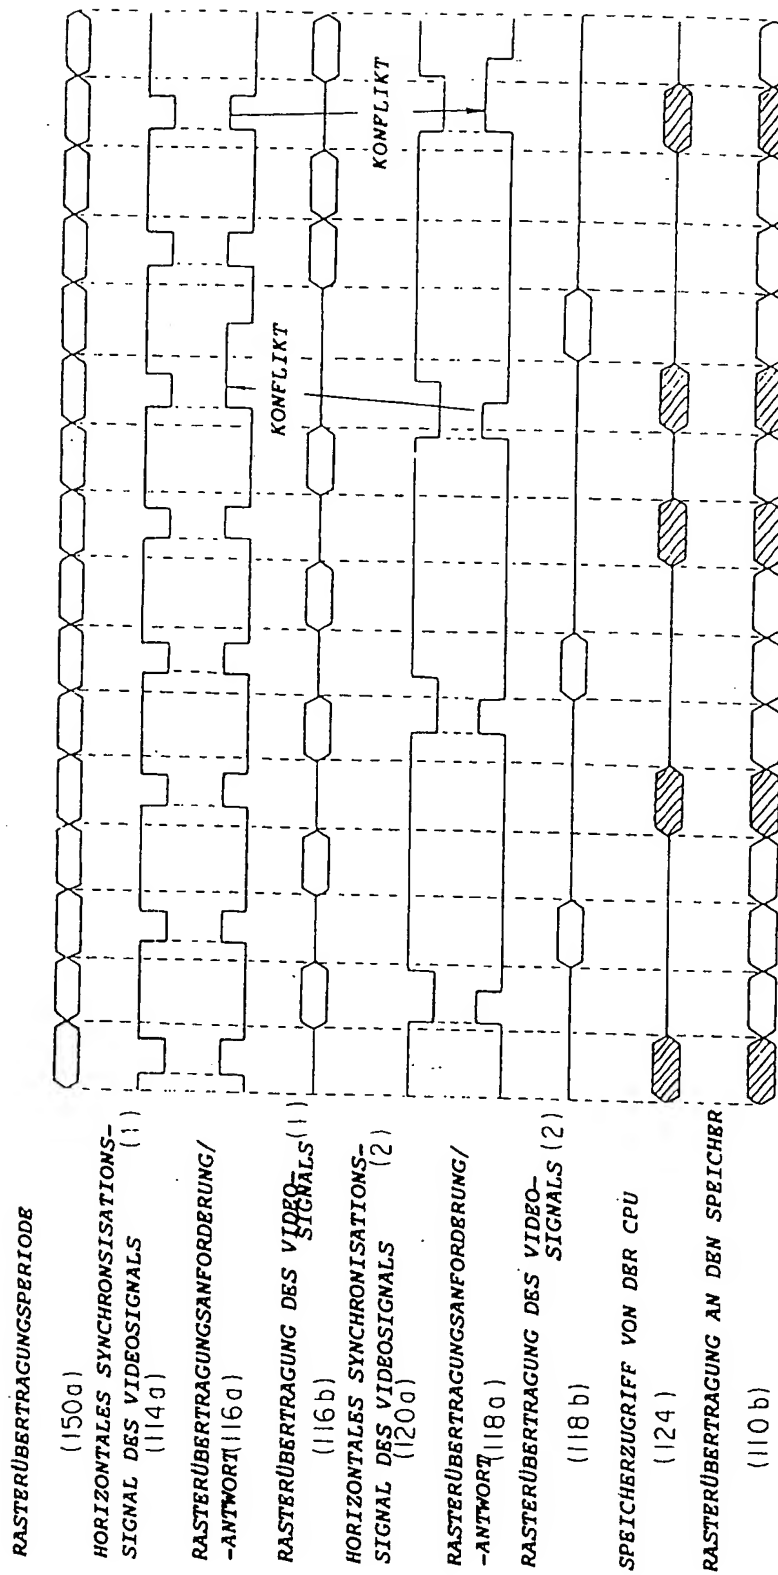 RASTERÜBERTRAGUNGSPERIODE
(150a)
HORIZONTALES SYNCHRONSISATIONS-
SIGNAL DES VIDEOSIGNALS (1)
(114a)
RASTERÜBERTRAGUNGSANFORDERUNG/
-ANTWORT(116a)
RASTERÜBERTRAGUNG DES VIDEO-
SIGNALS(1)
(116b)
HORIZONTALES SYNCHRONISATIONS-
SIGNAL DES VIDEOSIGNALS (2)
(120a)
RASTERÜBERTRAGUNGSANFORDERUNG/
-ANTWORT(118a)
RASTERÜBERTRAGUNG DES VIDEO-
SIGNALS (2)
(118b)
SPEICHERZUGRIFF VON DER CPU
(124)
RASTERÜBERTRAGUNG AN DEN SPEICHER
(110b)
KONFLIKT
KONFLIKT